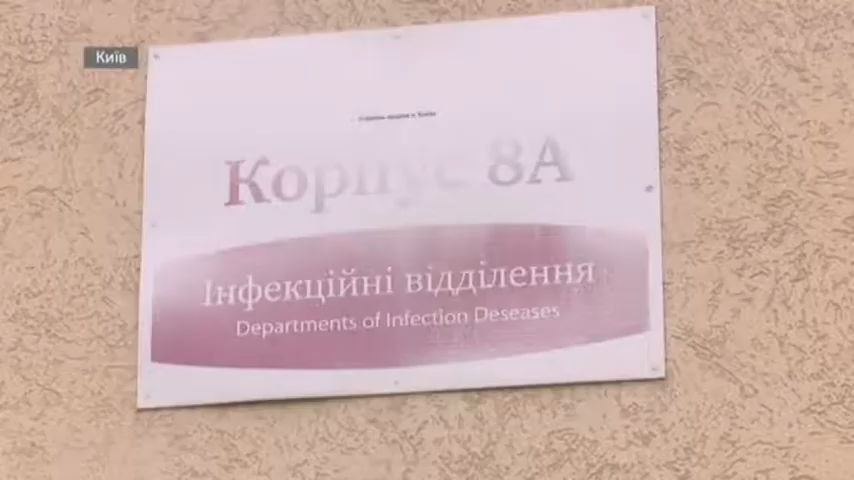 Київ
Корпус 8А
Інфекційні відділення
Departments of Infection Deseases